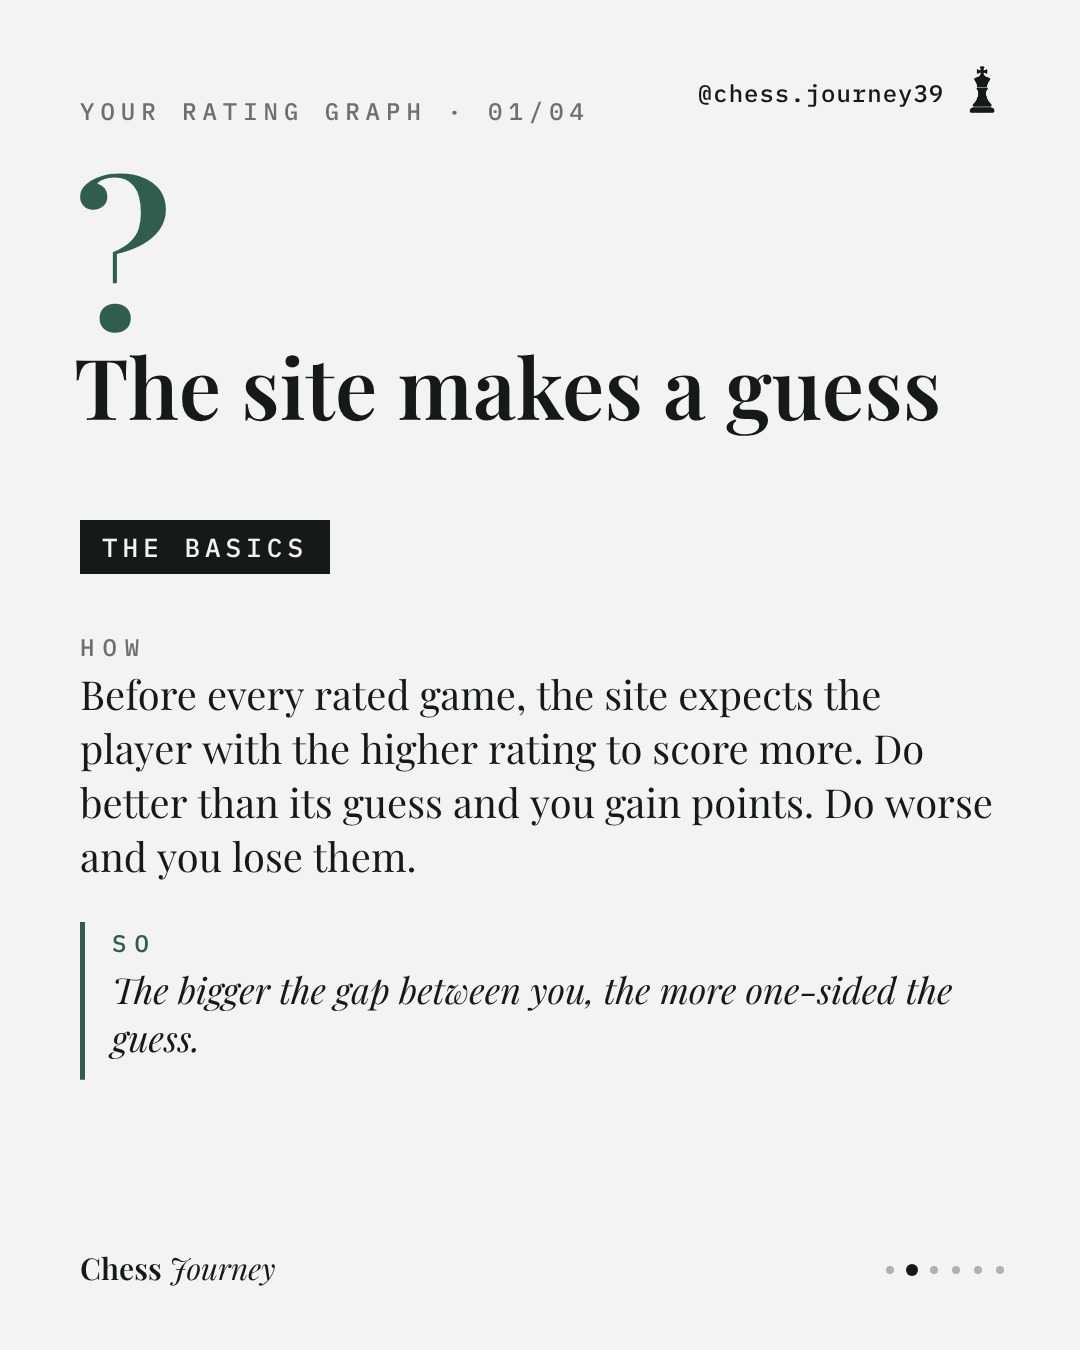 YOUR RATING GRAPH · 01/04
@chess.journey39
?
The site makes a guess
THE BASICS
HOW
Before every rated game, the site expects the
player with the higher rating to score more. Do
better than its guess and you gain points. Do worse
and you lose them.
SO
The bigger the gap between you, the more one-sided the
guess.
Chess Journey